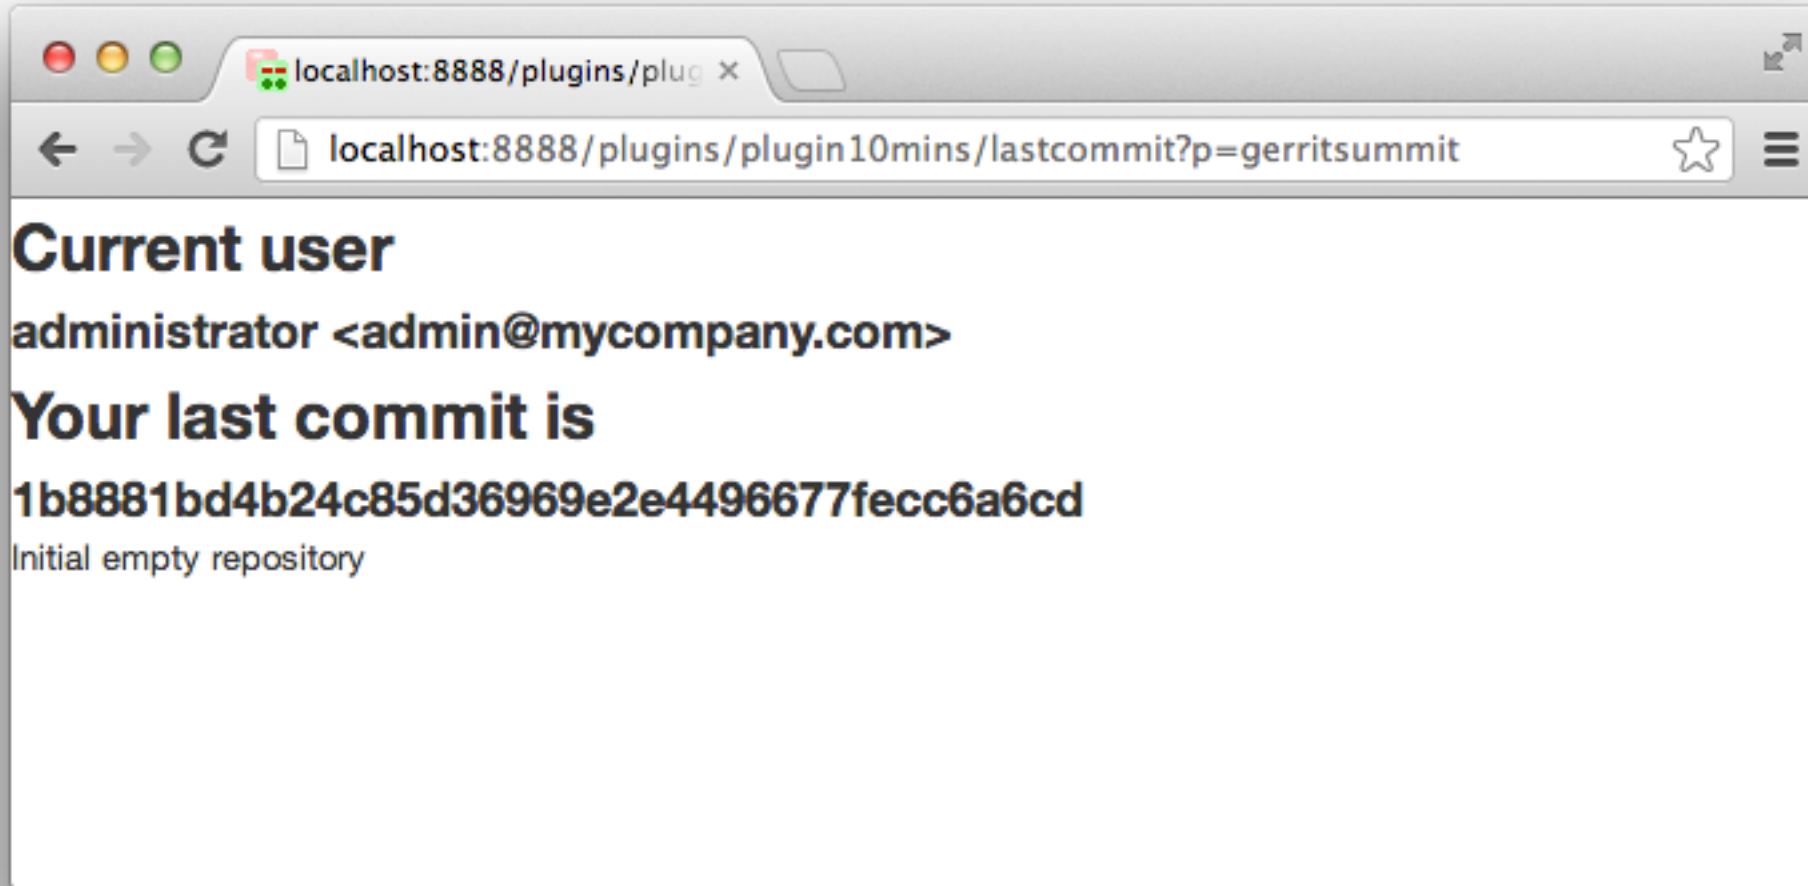 localhost:8888/plugins/plug
localhost:8888/plugins/plugin10mins/lastcommit?p=gerritsummit
Current user
administrator <admin@mycompany.com>
Your last commit is
1b8881bd4b24c85d36969e2e4496677fecc6a6cd
Initial empty repository